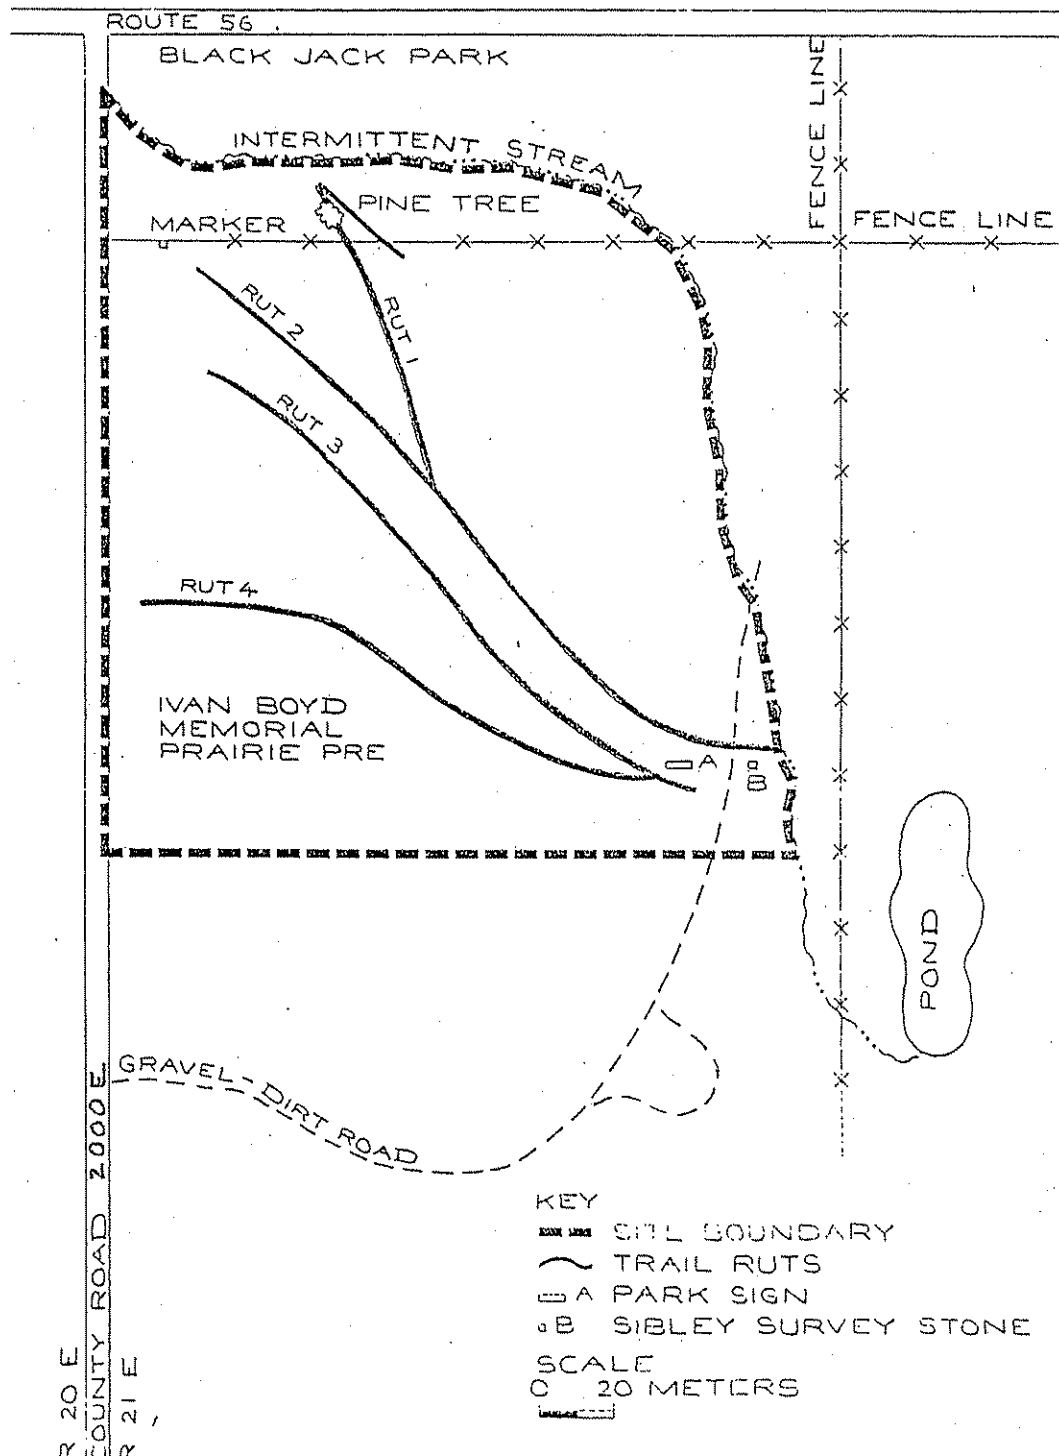 ROUTE 56
BLACK JACK PARK
FENCE LINE
INTERMITTENT STREAM
PINE TREE
MARKER
FENCE LINE
RUT 2
RUT 1
RUT 3
RUT 4
IVAN BOYD
MEMORIAL
PRAIRIE PRE
A
B
POND
GRAVEL - DIRT ROAD
COUNTY ROAD 2000 E.
R 20 E
R 21 E
KEY
SITE BOUNDARY
TRAIL RUTS
A PARK SIGN
B SIBLEY SURVEY STONE
SCALE
0 20 METERS